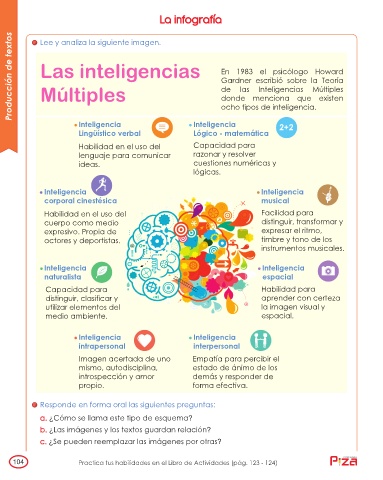 La infografía
Producción de textos
Lee y analiza la siguiente imagen.
Las inteligencias
Múltiples
En 1983 el psicólogo Howard
Gardner escribió sobre la Teoría
de las Inteligencias Múltiples
donde menciona que existen
ocho tipos de inteligencia.
Inteligencia
Lingüístico verbal
Habilidad en el uso del
lenguaje para comunicar
ideas.
Inteligencia
Lógico - matemática
2+2
Capacidad para
razonar y resolver
cuestiones numéricas y
lógicas.
Inteligencia
corporal cinestésica
Habilidad en el uso del
cuerpo como medio
expresivo. Propia de
actores y deportistas.
Inteligencia
musical
Facilidad para
distinguir, transformar y
expresar el ritmo,
timbre y tono de los
instrumentos musicales.
Inteligencia
naturalista
Capacidad para
distinguir, clasificar y
utilizar elementos del
medio ambiente.
Inteligencia
espacial
Habilidad para
aprender con certeza
la imagen visual y
espacial.
Inteligencia
intrapersonal
Imagen acertada de uno
mismo, autodisciplina,
introspección y amor
propio.
Inteligencia
interpersonal
Empatía para percibir el
estado de ánimo de los
demás y responder de
forma efectiva.
Responde en forma oral las siguientes preguntas:
a. ¿Cómo se llama este tipo de esquema?
b. ¿Las imágenes y los textos guardan relación?
c. ¿Se pueden reemplazar las imágenes por otras?
104
Practica tus habilidades en el Libro de Actividades (pág. 123 - 124)